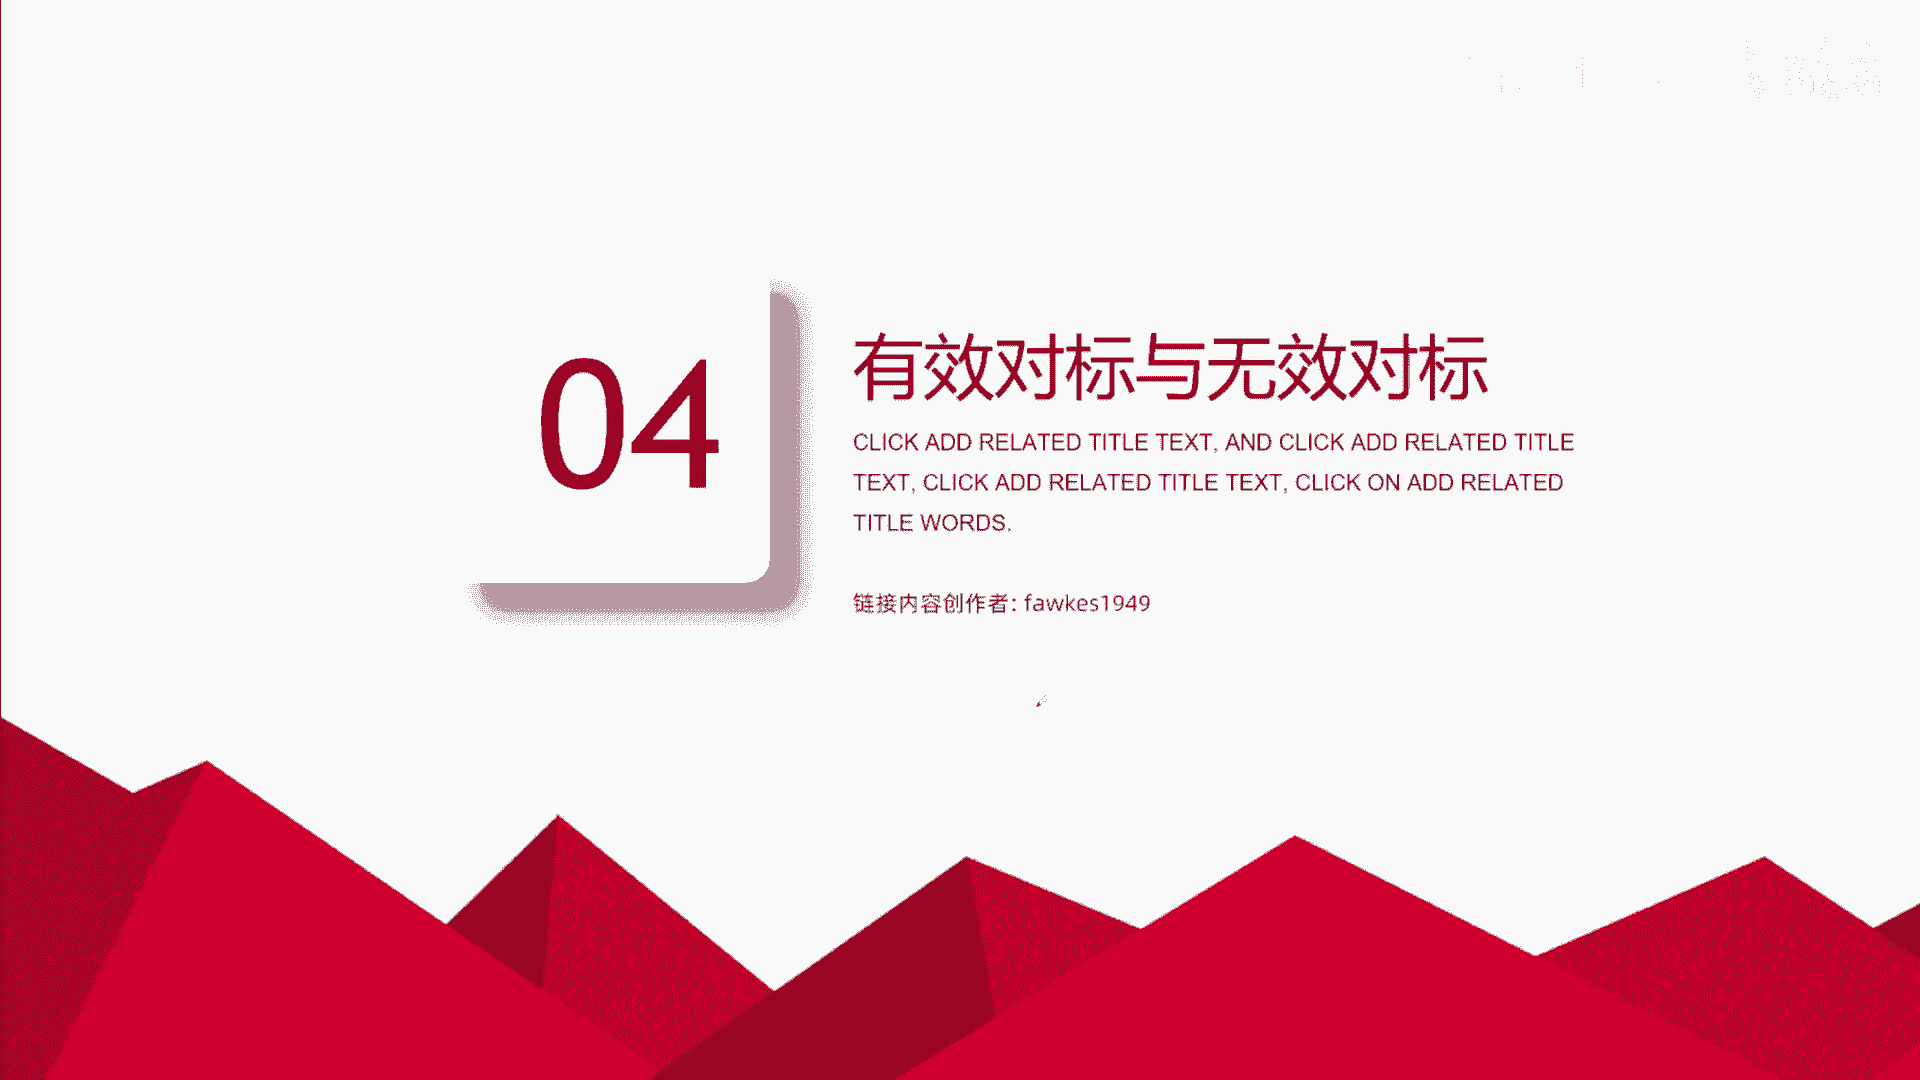 04
有效对标与无效对标
CLICK ADD RELATED TITLE TEXT, AND CLICK ADD RELATED TITLE
TEXT, CLICK ADD RELATED TITLE TEXT, CLICK ON ADD RELATED
TITLE WORDS.
链接内容创作者: fawkes1949